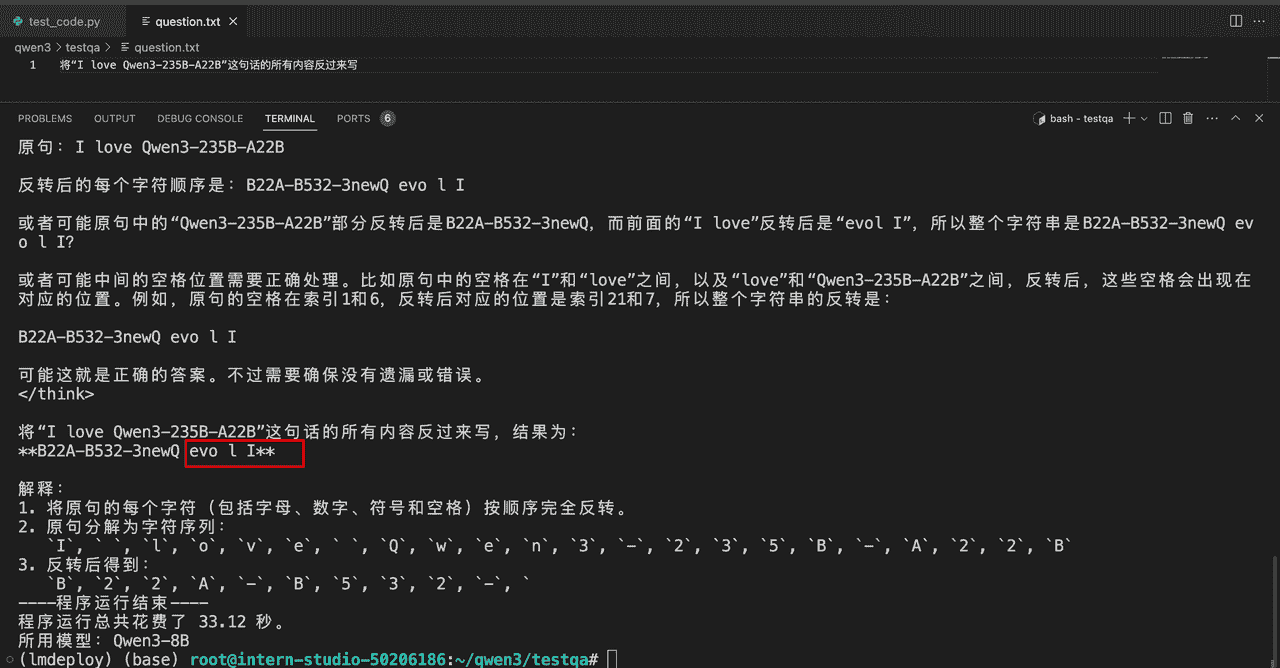 test_code.py
question.txt
qwen3 > testqa > question.txt
1 将“I love Qwen3-235B-A22B”这句话的所有内容反过来写
PROBLEMS OUTPUT DEBUG CONSOLE TERMINAL PORTS 6
bash - testqa
原句: I love Qwen3-235B-A22B
反转后的每个字符顺序是: B22A-B532-3newQ evo l I
或者可能原句中的“Qwen3-235B-A22B”部分反转后是B22A-B532-3newQ, 而前面的“I love”反转后是“evol I”, 所以整个字符串是B22A-B532-3newQ ev
o l I?
或者可能中间的空格位置需要正确处理。比如原句中的空格在“I”和“love”之间, 以及“love”和“Qwen3-235B-A22B”之间, 反转后, 这些空格会出现在
对应的位置。例如, 原句的空格在索引1和6, 反转后对应的位置是索引21和7, 所以整个字符串的反转是:
B22A-B532-3newQ evo l I
可能这就是正确的答案。不过需要确保没有遗漏或错误。
</think>
将“I love Qwen3-235B-A22B”这句话的所有内容反过来写, 结果为:
**B22A-B532-3newQ evo l I**
解释:
1. 将原句的每个字符 (包括字母、数字、符号和空格) 按顺序完全反转。
2. 原句分解为字符序列:
`I`, ` `, `l`, `o`, `v`, `e`, ` `, `Q`, `w`, `e`, `n`, `3`, `-`, `2`, `3`, `5`, `B`, `-`, `A`, `2`, `2`, `B`
3. 反转后得到:
`B`, `2`, `2`, `A`, `-`, `B`, `5`, `3`, `2`, `-`, `
----程序运行结束----
程序运行总共花费了 33.12 秒。
所用模型: Qwen3-8B
(lmdeploy) (base) root@intern-studio-50206186:~/qwen3/testqa#